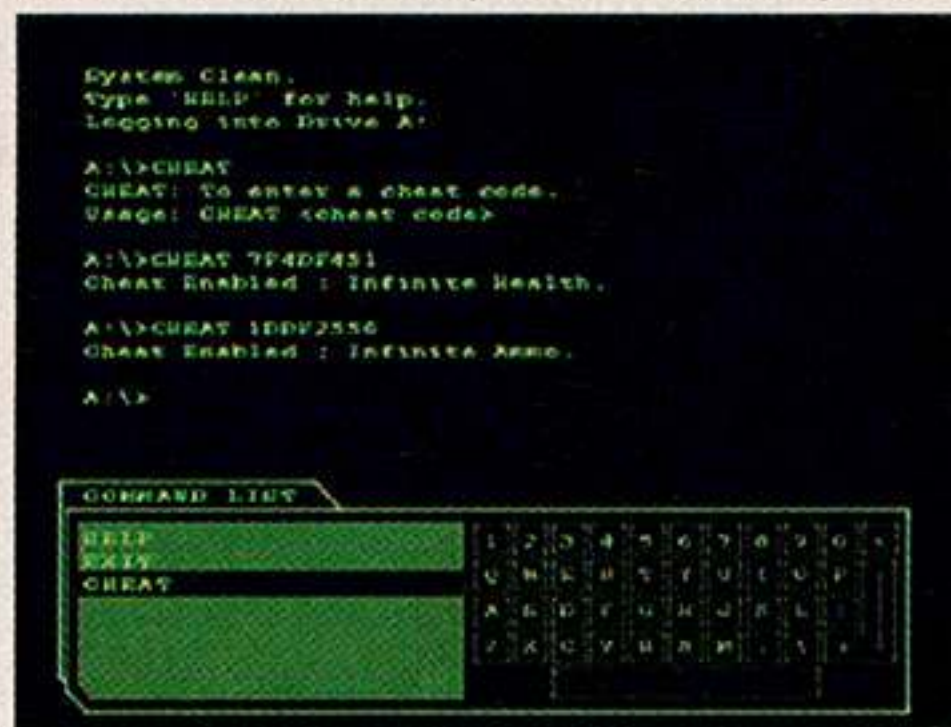 System Clean.
Type 'HELP' for help.
Logging into Drive A:
A:\>CHEAT
CHEAT: To enter a cheat code.
Usage: CHEAT <cheat code>
A:\>CHEAT 7F4DF451
Cheat Enabled : Infinite Health.
A:\>CHEAT 1DDF2556
Cheat Enabled : Infinite Ammo.
A:\>
COMMAND LIST
HELP
EXIT
CHEAT
1 2 3 4 5 6 7 8 9 0